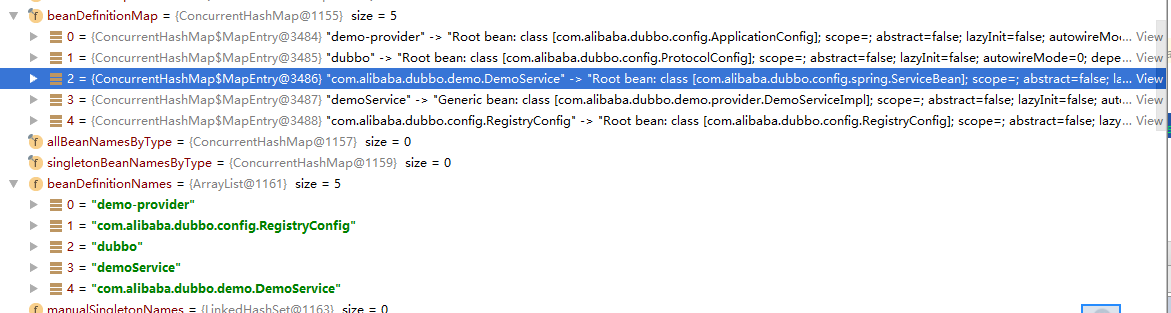 f beanDefinitionMap = {ConcurrentHashMap@1155} size = 5
0 = {ConcurrentHashMap$MapEntry@3484} "demo-provider" -> "Root bean: class [com.alibaba.dubbo.config.ApplicationConfig]; scope=; abstract=false; lazyInit=false; autowireMo... View
1 = {ConcurrentHashMap$MapEntry@3485} "dubbo" -> "Root bean: class [com.alibaba.dubbo.config.ProtocolConfig]; scope=; abstract=false; lazyInit=false; autowireMode=0; depe... View
2 = {ConcurrentHashMap$MapEntry@3486} "com.alibaba.dubbo.demo.DemoService" -> "Root bean: class [com.alibaba.dubbo.config.spring.ServiceBean]; scope=; abstract=false; la... View
3 = {ConcurrentHashMap$MapEntry@3487} "demoService" -> "Generic bean: class [com.alibaba.dubbo.demo.provider.DemoServiceImpl]; scope=; abstract=false; lazyInit=false; aut... View
4 = {ConcurrentHashMap$MapEntry@3488} "com.alibaba.dubbo.config.RegistryConfig" -> "Root bean: class [com.alibaba.dubbo.config.RegistryConfig]; scope=; abstract=false; lazy... View
f allBeanNamesByType = {ConcurrentHashMap@1157} size = 0
f singletonBeanNamesByType = {ConcurrentHashMap@1159} size = 0
f beanDefinitionNames = {ArrayList@1161} size = 5
0 = "demo-provider"
1 = "com.alibaba.dubbo.config.RegistryConfig"
2 = "dubbo"
3 = "demoService"
4 = "com.alibaba.dubbo.demo.DemoService"
f manualSingletonNames = {LinkedHashSet@1163} size = 0